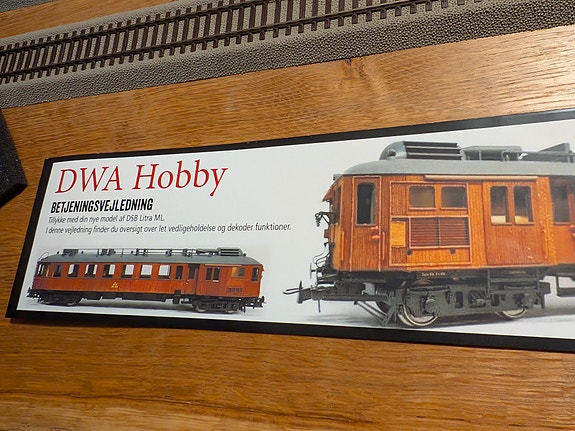 DWA Hobby
BETJENINGSVEJLEDNING
Tillykke med din nye model af DSB Litra ML.
I denne vejledning finder du oversigt over let vedligeholdelse og dekoder funktioner.